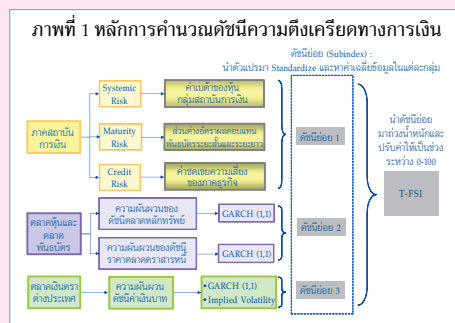 ภาพที่ 1 หลักการคำนวณดัชนีความตึงเครียดทางการเงิน
ดัชนีย่อย (Subindex) :
นำตัวแปรมา Standardize และหาค่าเฉลี่ยข้อมูลในแต่ละกลุ่ม
ภาคสถาบัน
การเงิน
Systemic
Risk
ค่าเบต้าของหุ้น
กลุ่มสถาบันการเงิน
Maturity
Risk
ส่วนต่างอัตราผลตอบแทน
พันธบัตรระยะสั้นและระยะยาว
Credit
Risk
ค่าชดเชยความเสี่ยง
ของภาคธุรกิจ
ดัชนีย่อย 1
ตลาดหุ้นและ
ตลาด
พันธบัตร
ความผันผวนของ
ดัชนีตลาดหลักทรัพย์
GARCH (1,1)
ความผันผวนของดัชนี
ราคาตลาดตราสารหนี้
GARCH (1,1)
ดัชนีย่อย 2
ตลาดเงินตรา
ต่างประเทศ
ความผันผวน
ดัชนีค่าเงินบาท
• GARCH (1,1)
• Implied Volatility
ดัชนีย่อย 3
นำดัชนีย่อย
มาถ่วงน้ำหนักและ
ปรับค่าให้เป็นช่วง
ระหว่าง 0-100
T-FSI